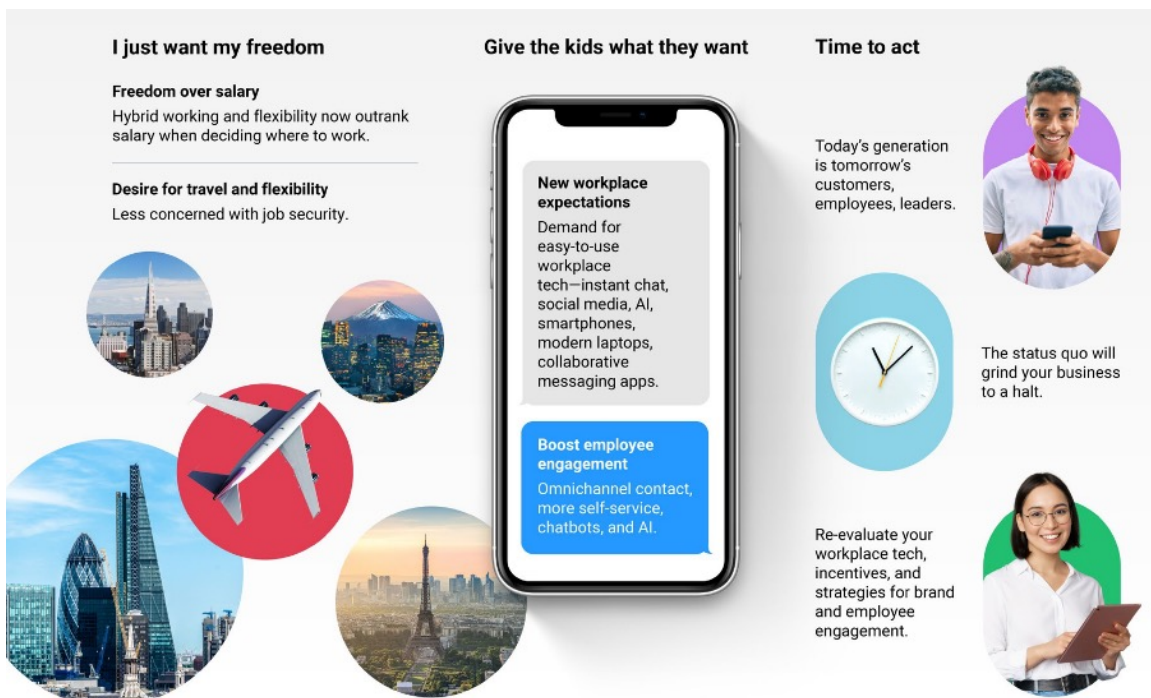 I just want my freedom
Freedom over salary
Hybrid working and flexibility now outrank
salary when deciding where to work.
Desire for travel and flexibility
Less concerned with job security.
Give the kids what they want
New workplace
expectations
Demand for
easy-to-use
workplace
tech—instant chat,
social media, AI,
smartphones,
modern laptops,
collaborative
messaging apps.
Boost employee
engagement
Omnichannel contact,
more self-service,
chatbots, and AI.
Time to act
Today’s generation
is tomorrow’s
customers,
employees, leaders.
The status quo will
grind your business
to a halt.
Re-evaluate your
workplace tech,
incentives, and
strategies for brand
and employee
engagement.